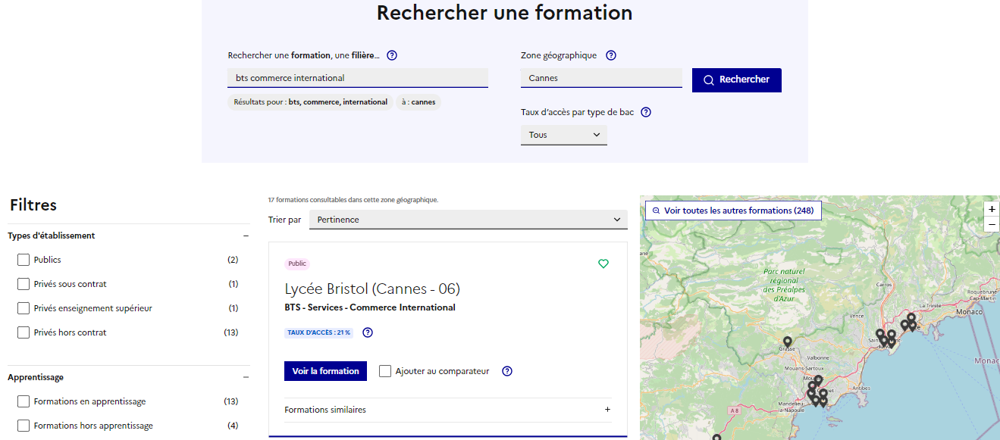 Rechercher une formation
Rechercher une formation, une filière...
Zone géographique
bts commerce international
Cannes
Rechercher
Résultats pour : bts, commerce, international
à : cannes
Taux d'accès par type de bac
Tous
Filtres
Types d'établissement
Publics (2)
Privés sous contrat (1)
Privés enseignement supérieur (1)
Privés hors contrat (13)
Apprentissage
Formations en apprentissage (13)
Formations hors apprentissage (4)
17 formations consultables dans cette zone géographique.
Trier par
Pertinence
Public
Lycée Bristol (Cannes - 06)
BTS - Services - Commerce International
TAUX D'ACCÈS : 21 %
Voir la formation
Ajouter au comparateur
Formations similaires
+
Voir toutes les autres formations (248)
+
−
Parc naturel
régional
des Préalpes
d'Azur
Carros
Roquebrune
Cap-Martin
La Trinité
Monaco
Vence
Grasse
Valbonne
Mouans-Sartoux
Antibes
Mandelieu-
la-Napoule
A 8
Monac